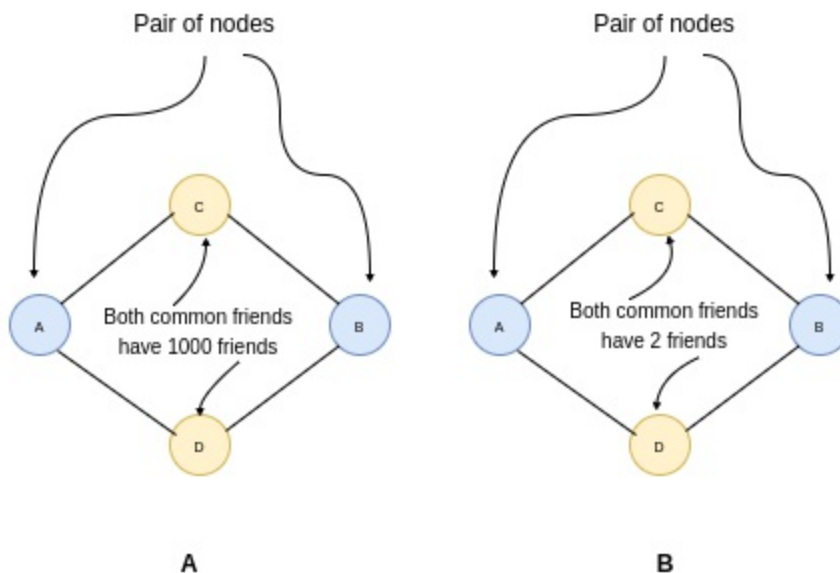 Pair of nodes
C
A
Both common friends
have 1000 friends
B
D
A
Pair of nodes
C
A
Both common friends
have 2 friends
B
D
B